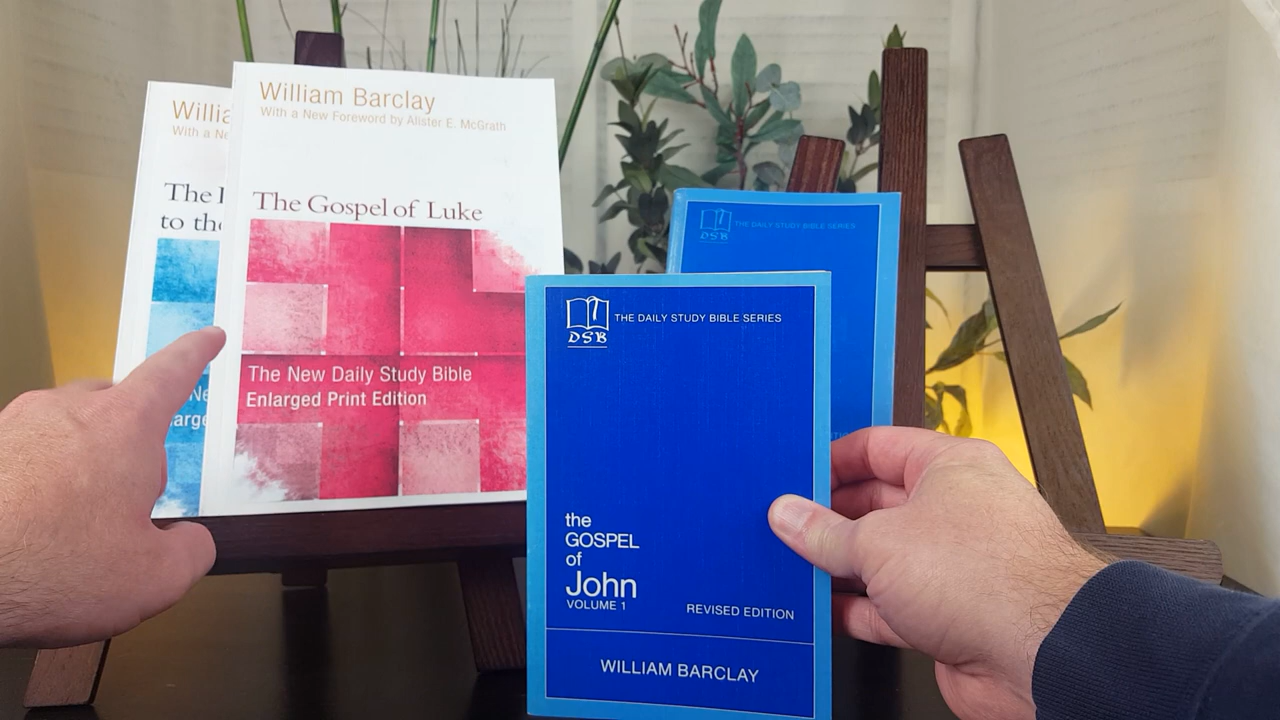 Willia
With a Ne
The 
to the
Ne
arge
William Barclay
With a New Foreword by Alister E. McGrath
The Gospel of Luke
The New Daily Study Bible
Enlarged Print Edition
DSB
THE DAILY STUDY BIBLE SERIES
DSB
THE DAILY STUDY BIBLE SERIES
the
GOSPEL
of
John
VOLUME 1
REVISED EDITION
WILLIAM BARCLAY